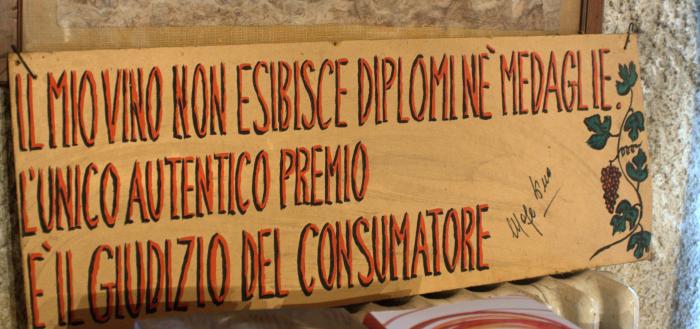 IL MIO VINO NON ESIBISCE DIPLOMI NÈ MEDAGLIE.
L'UNICO AUTENTICO PREMIO
È IL GIUDIZIO DEL CONSUMATORE